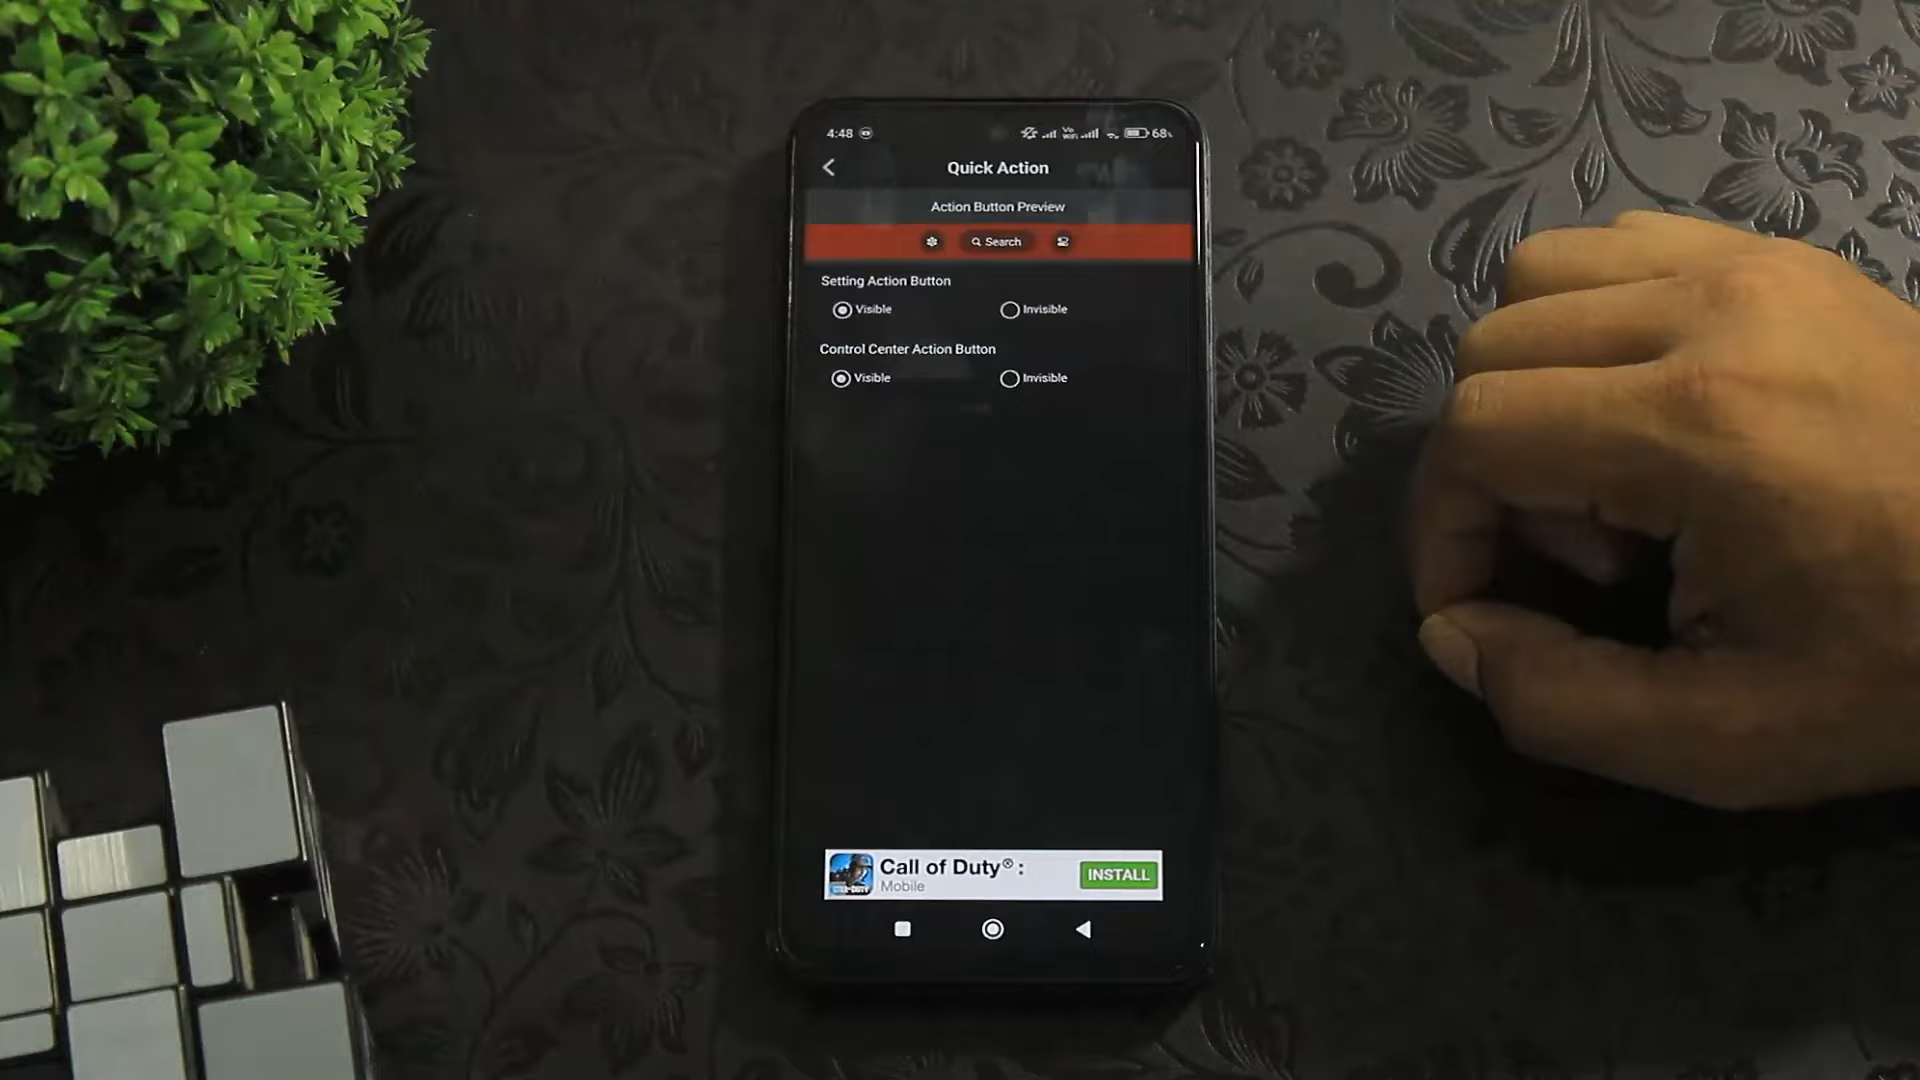 4:48 68%
Quick Action
Action Button Preview
Search
Setting Action Button
Visible Invisible
Control Center Action Button
Visible Invisible
Call of Duty® :
Mobile
INSTALL